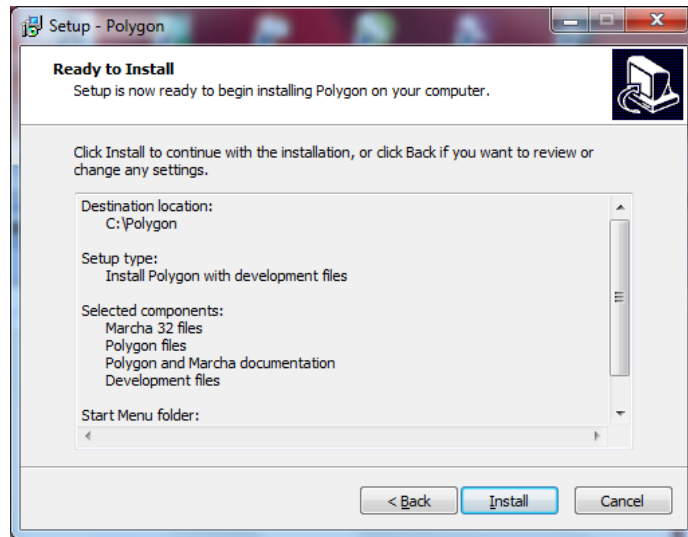 Setup - Polygon
Ready to Install
Setup is now ready to begin installing Polygon on your computer.
Click Install to continue with the installation, or click Back if you want to review or
change any settings.
Destination location:
C:\Polygon
Setup type:
Install Polygon with development files
Selected components:
Marcha 32 files
Polygon files
Polygon and Marcha documentation
Development files
Start Menu folder:
< Back
Install
Cancel